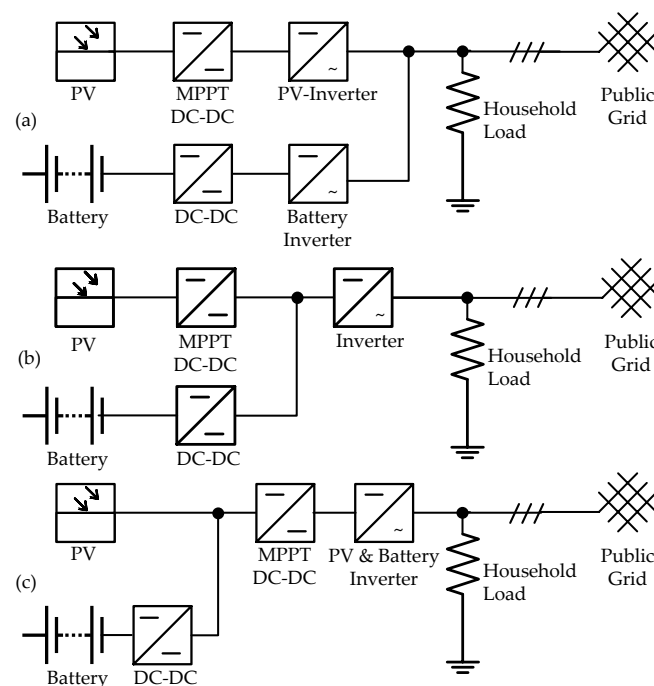 PV
MPPT
DC-DC
PV-Inverter
~
Household
Load
Public
Grid
(a)
Battery
DC-DC
Battery
Inverter
~
PV
MPPT
DC-DC
Inverter
~
Household
Load
Public
Grid
(b)
Battery
DC-DC
PV
MPPT
DC-DC
PV & Battery
Inverter
~
Household
Load
Public
Grid
(c)
Battery
DC-DC